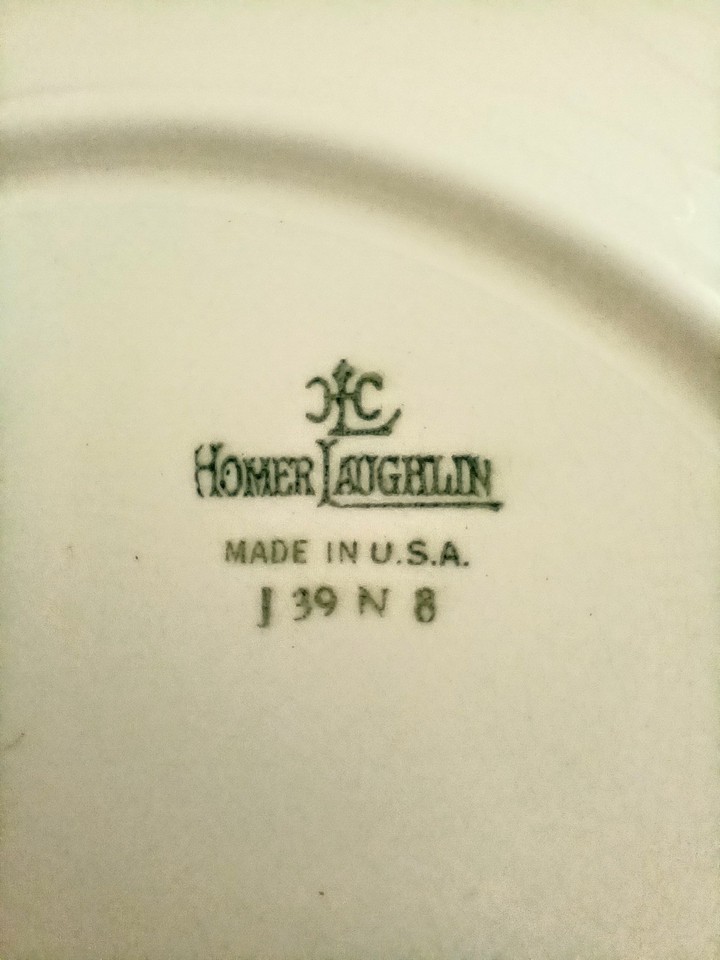 HLC
HOMER LAUGHLIN
MADE IN U.S.A.
J 39 N 8